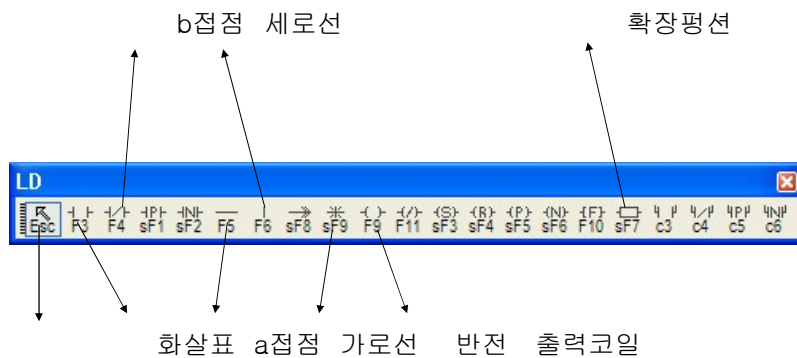 b접점 세로선 확장펑션
LD
Esc F3 F4 sF1 sF2 F5 F6 sF8 sF9 F9 F11 sF3 sF4 sF5 sF6 F10 sF7 c3 c4 c5 c6
화살표 a접점 가로선 반전 출력코일